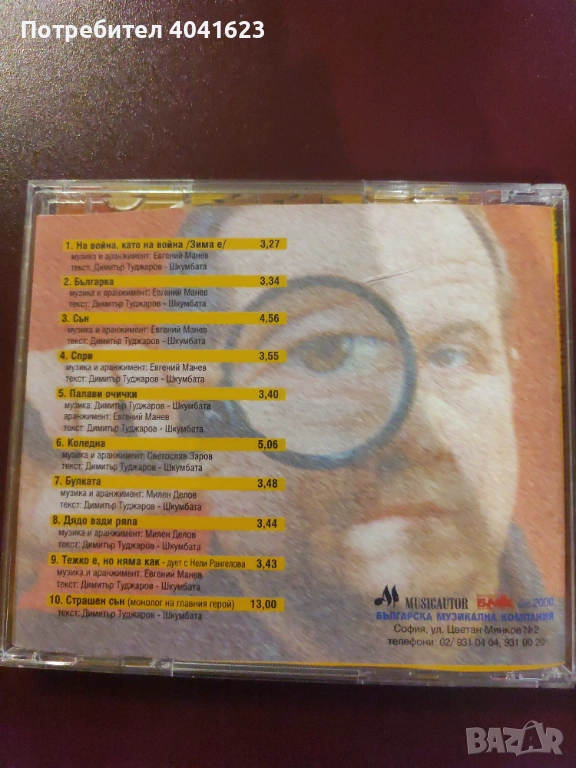 Потребител 4041623
1. На война, като на война /Зима е/ 3,27
музика и аранжимент: Евгений Манев
текст: Димитър Туджаров - Шкумбата
2. Българка 3,34
музика и аранжимент: Евгений Манев
текст: Димитър Туджаров - Шкумбата
3. Сън 4,56
музика и аранжимент: Евгений Манев
текст: Димитър Туджаров - Шкумбата
4. Спри 3,55
музика и аранжимент: Евгений Манев
текст: Димитър Туджаров - Шкумбата
5. Палави очички 3,40
музика: Димитър Туджаров - Шкумбата
аранжимент: Евгений Манев
текст: Димитър Туджаров - Шкумбата
6. Коледна 5,06
музика и аранжимент: Светослав Заров
текст: Димитър Туджаров - Шкумбата
7. Булката 3,48
музика и аранжимент: Милен Делов
текст: Димитър Туджаров - Шкумбата
8. Дядо вади ряпа 3,44
музика и аранжимент: Милен Делов
текст: Димитър Туджаров - Шкумбата
9. Тежко е, но няма как - дует с Нели Рангелова 3,43
музика и аранжимент: Евгений Манев
текст: Димитър Туджаров - Шкумбата
10. Страшен сън (монолог на главния герой) 13,00
текст: Димитър Туджаров - Шкумбата
MUSICAUTOR БМК 2000
БЪЛГАРСКА МУЗИКАЛНА КОМПАНИЯ
София, ул. Цветан Минков №2
телефони: 02/ 931 04 04, 931 00 20
BAZAR